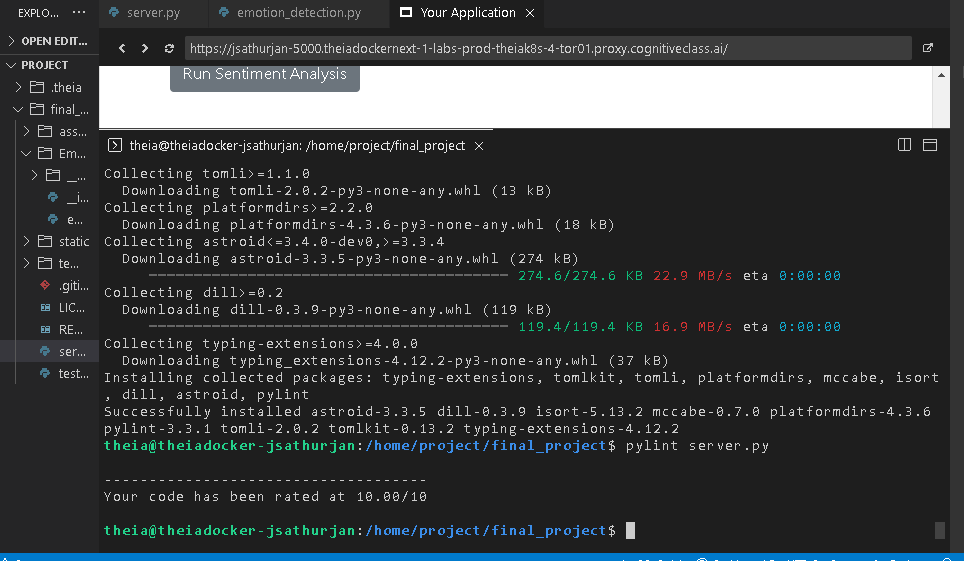 EXPLO... ···
server.py
emotion_detection.py
Your Application
OPEN EDIT...
https://jsathurjan-5000.theiadockernext-1-labs-prod-theiak8s-4-tor01.proxy.cognitiveclass.ai/
PROJECT
.theia
final_...
ass...
Em...
__...
__i...
e...
static
te...
.giti...
LIC...
RE...
ser...
test...
Run Sentiment Analysis
theia@theiadocker-jsathurjan: /home/project/final_project
Collecting tomli>=1.1.0
Downloading tomli-2.0.2-py3-none-any.whl (13 kB)
Collecting platformdirs>=2.2.0
Downloading platformdirs-4.3.6-py3-none-any.whl (18 kB)
Collecting astroid<=3.4.0-dev0,>=3.3.4
Downloading astroid-3.3.5-py3-none-any.whl (274 kB)
274.6/274.6 KB 22.9 MB/s eta 0:00:00
Collecting dill>=0.2
Downloading dill-0.3.9-py3-none-any.whl (119 kB)
119.4/119.4 KB 16.9 MB/s eta 0:00:00
Collecting typing-extensions>=4.0.0
Downloading typing_extensions-4.12.2-py3-none-any.whl (37 kB)
Installing collected packages: typing-extensions, tomlkit, tomli, platformdirs, mccabe, isort
, dill, astroid, pylint
Successfully installed astroid-3.3.5 dill-0.3.9 isort-5.13.2 mccabe-0.7.0 platformdirs-4.3.6
pylint-3.3.1 tomli-2.0.2 tomlkit-0.13.2 typing-extensions-4.12.2
theia@theiadocker-jsathurjan:/home/project/final_project$ pylint server.py
------------------------------------
Your code has been rated at 10.00/10
theia@theiadocker-jsathurjan:/home/project/final_project$